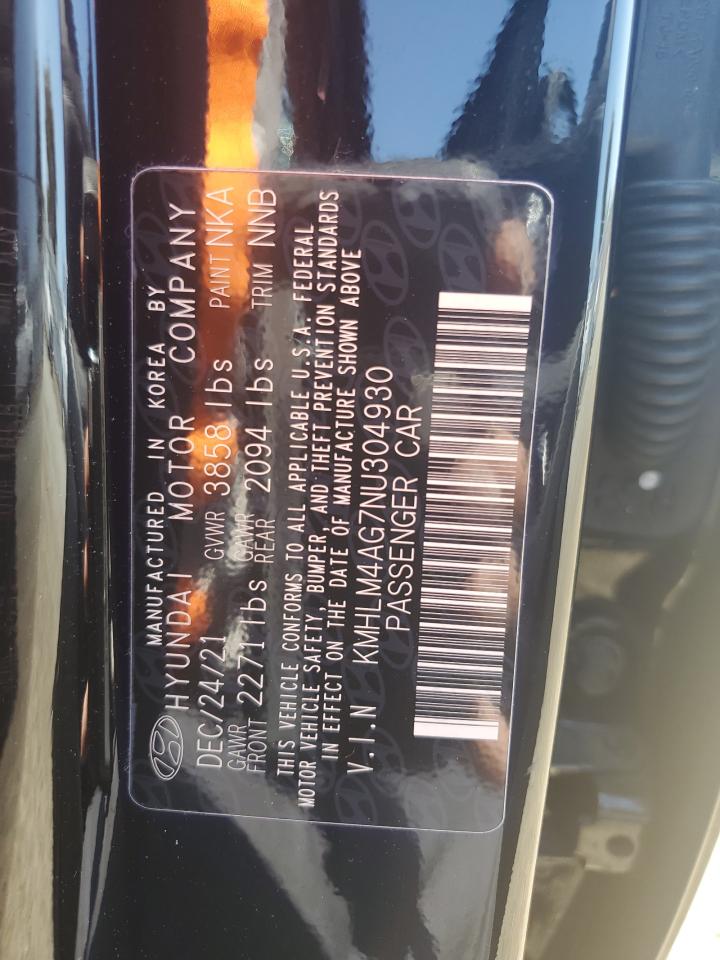 MANUFACTURED IN KOREA BY
HYUNDAI MOTOR COMPANY
DEC/24/21 GVWR 3858 lbs PAINT NKA
GAWR FRONT 2271 lbs GAWR REAR 2094 lbs TRIM NNB
THIS VEHICLE CONFORMS TO ALL APPLICABLE U.S.A. FEDERAL
MOTOR VEHICLE SAFETY, BUMPER, AND THEFT PREVENTION STANDARDS
IN EFFECT ON THE DATE OF MANUFACTURE SHOWN ABOVE
V.I.N KMHLM4AG7NU304930
PASSENGER CAR